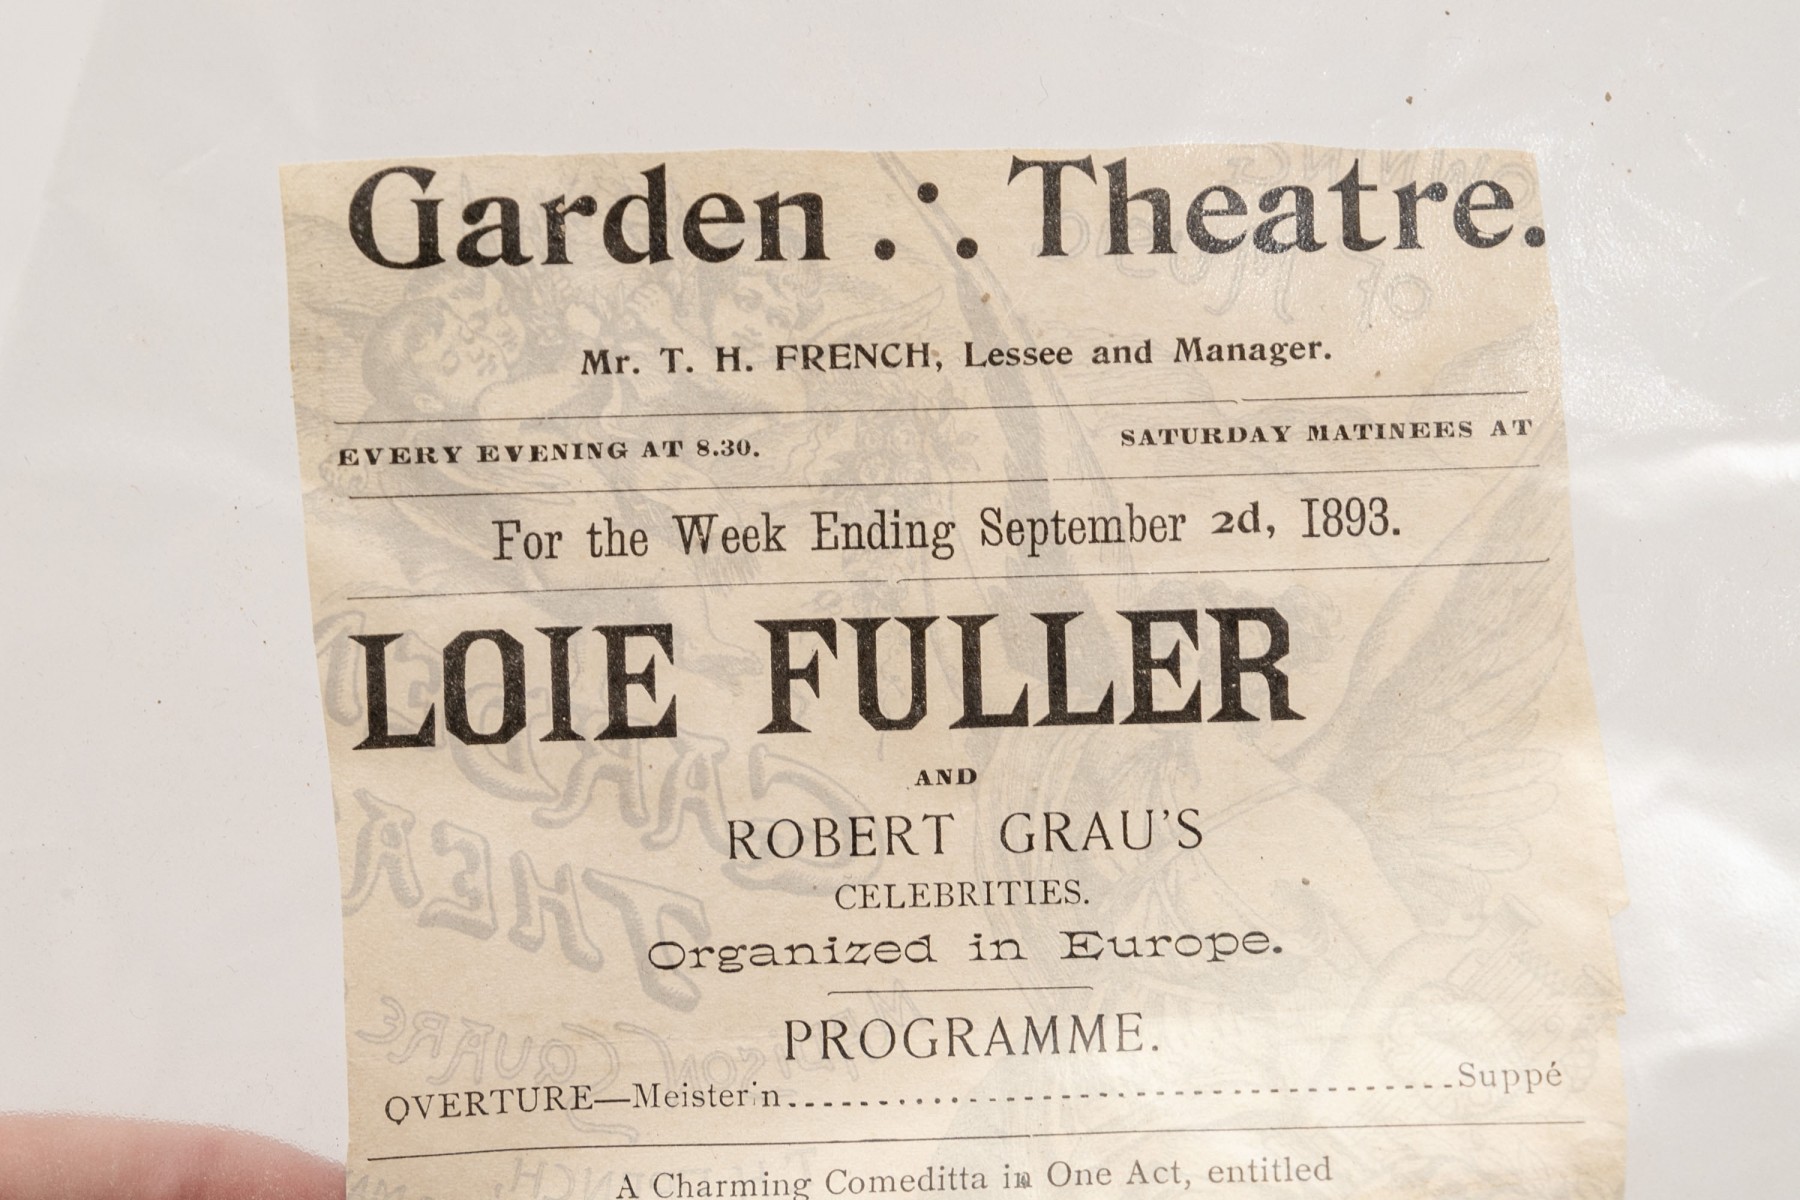 Garden . · . Theatre.
Mr. T. H. FRENCH, Lessee and Manager.
EVERY EVENING AT 8.30. SATURDAY MATINEES AT
For the Week Ending September 2d, 1893.
LOIE FULLER
AND
ROBERT GRAU'S
CELEBRITIES.
Organized in Europe.
PROGRAMME.
OVERTURE—Meister'n..............................Suppé
A Charming Comeditta in One Act, entitled